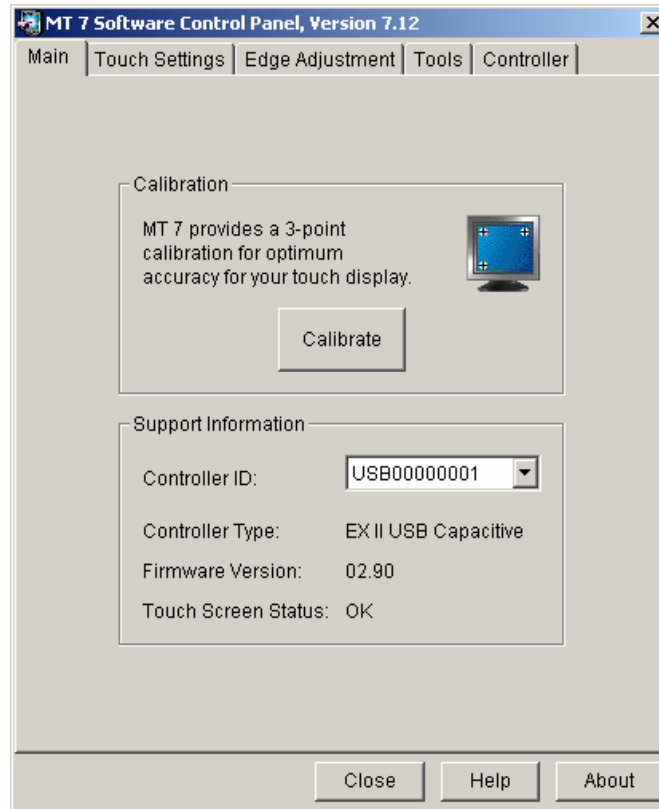 MT 7 Software Control Panel, Version 7.12
Main Touch Settings Edge Adjustment Tools Controller
Calibration
MT 7 provides a 3-point
calibration for optimum
accuracy for your touch display.
Calibrate
Support Information
Controller ID: USB00000001
Controller Type: EX II USB Capacitive
Firmware Version: 02.90
Touch Screen Status: OK
Close Help About